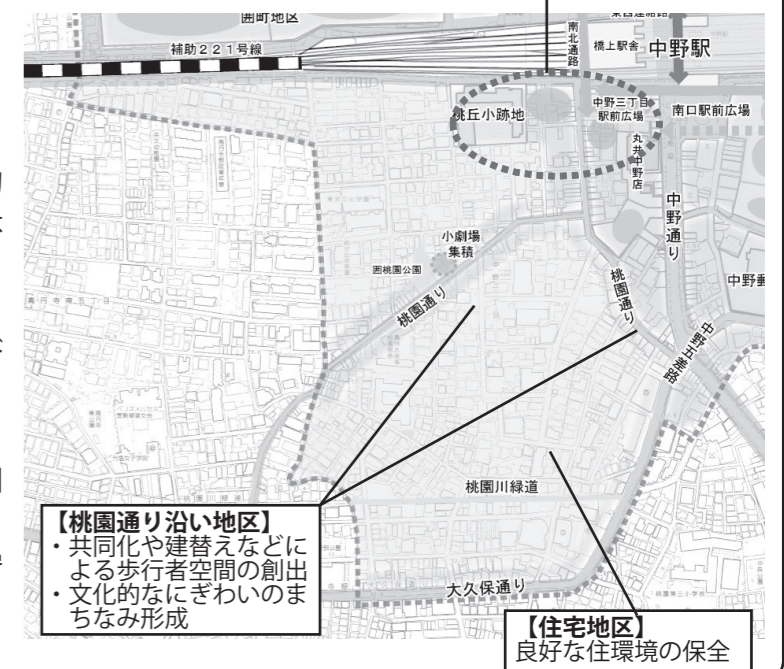 囲町地区
補助221号線
南北通路
橋上駅舎
中野駅
桃丘小跡地
中野三丁目
駅前広場
南口駅前広場
丸井中野店
中野通り
小劇場
集積
囲桃園公園
桃園通り
桃園通り
中野五差路
桃園川緑道
大久保通り
【桃園通り沿い地区】
・共同化や建替えなどに
よる歩行者空間の創出
・文化的なにぎわいのま
ちなみ形成
【住宅地区】
良好な住環境の保全